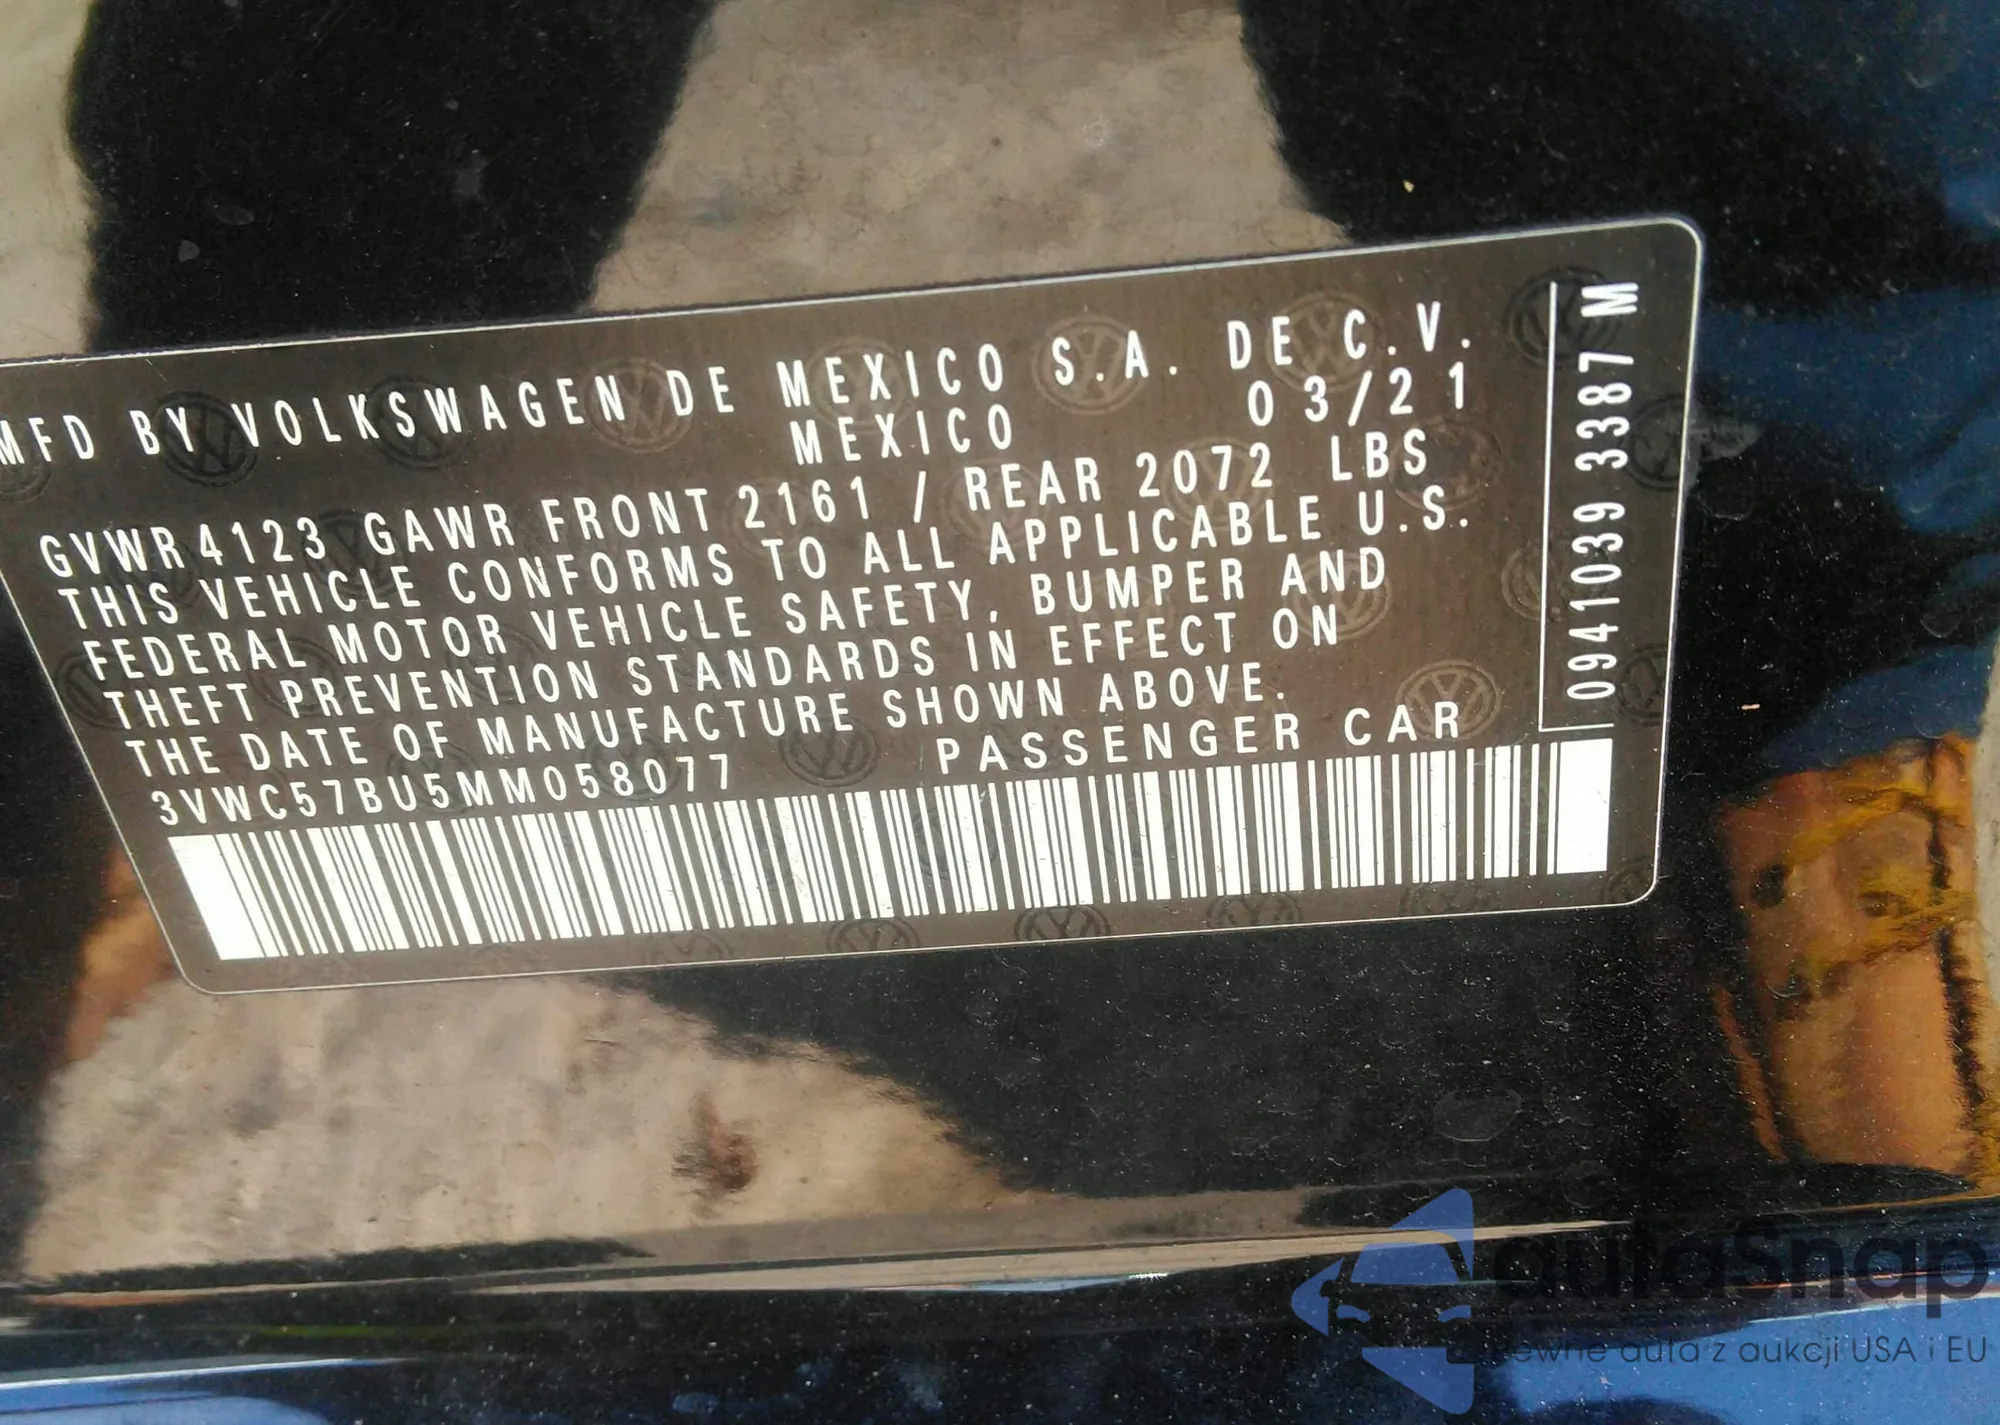 MFD BY VOLKSWAGEN DE MEXICO S.A. DE C.V.
MEXICO 03/21
GVWR 4123 GAWR FRONT 2161 / REAR 2072 LBS
THIS VEHICLE CONFORMS TO ALL APPLICABLE U.S.
FEDERAL MOTOR VEHICLE SAFETY, BUMPER AND
THEFT PREVENTION STANDARDS IN EFFECT ON
THE DATE OF MANUFACTURE SHOWN ABOVE.
3VWC57BU5MM058077 PASSENGER CAR
0941039 3387 M
autaSnap
Pewne auta z aukcji USA i EU